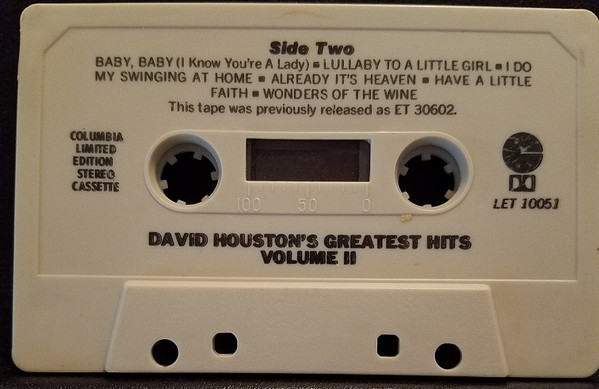 Side Two
BABY, BABY (I Know You're A Lady) ▪ LULLABY TO A LITTLE GIRL ▪ I DO
MY SWINGING AT HOME ▪ ALREADY IT'S HEAVEN ▪ HAVE A LITTLE
FAITH ▪ WONDERS OF THE WINE
This tape was previously released as ET 30602.
COLUMBIA
LIMITED
EDITION
STEREO
CASSETTE
100 50 0
LET 10051
DAVID HOUSTON'S GREATEST HITS
VOLUME II